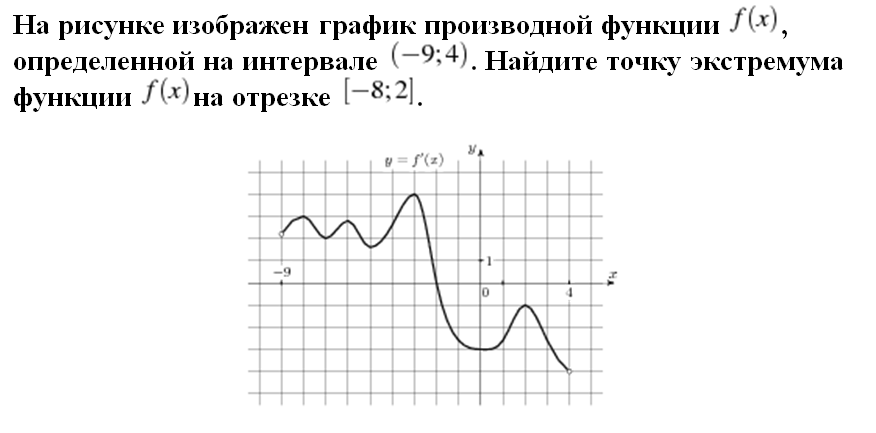 На рисунке изображен график производной функции f(x),
определенной на интервале (−9;4). Найдите точку экстремума
функции f(x) на отрезке [−8;2].
y = f′(x)
y
1
−9
0
4
x